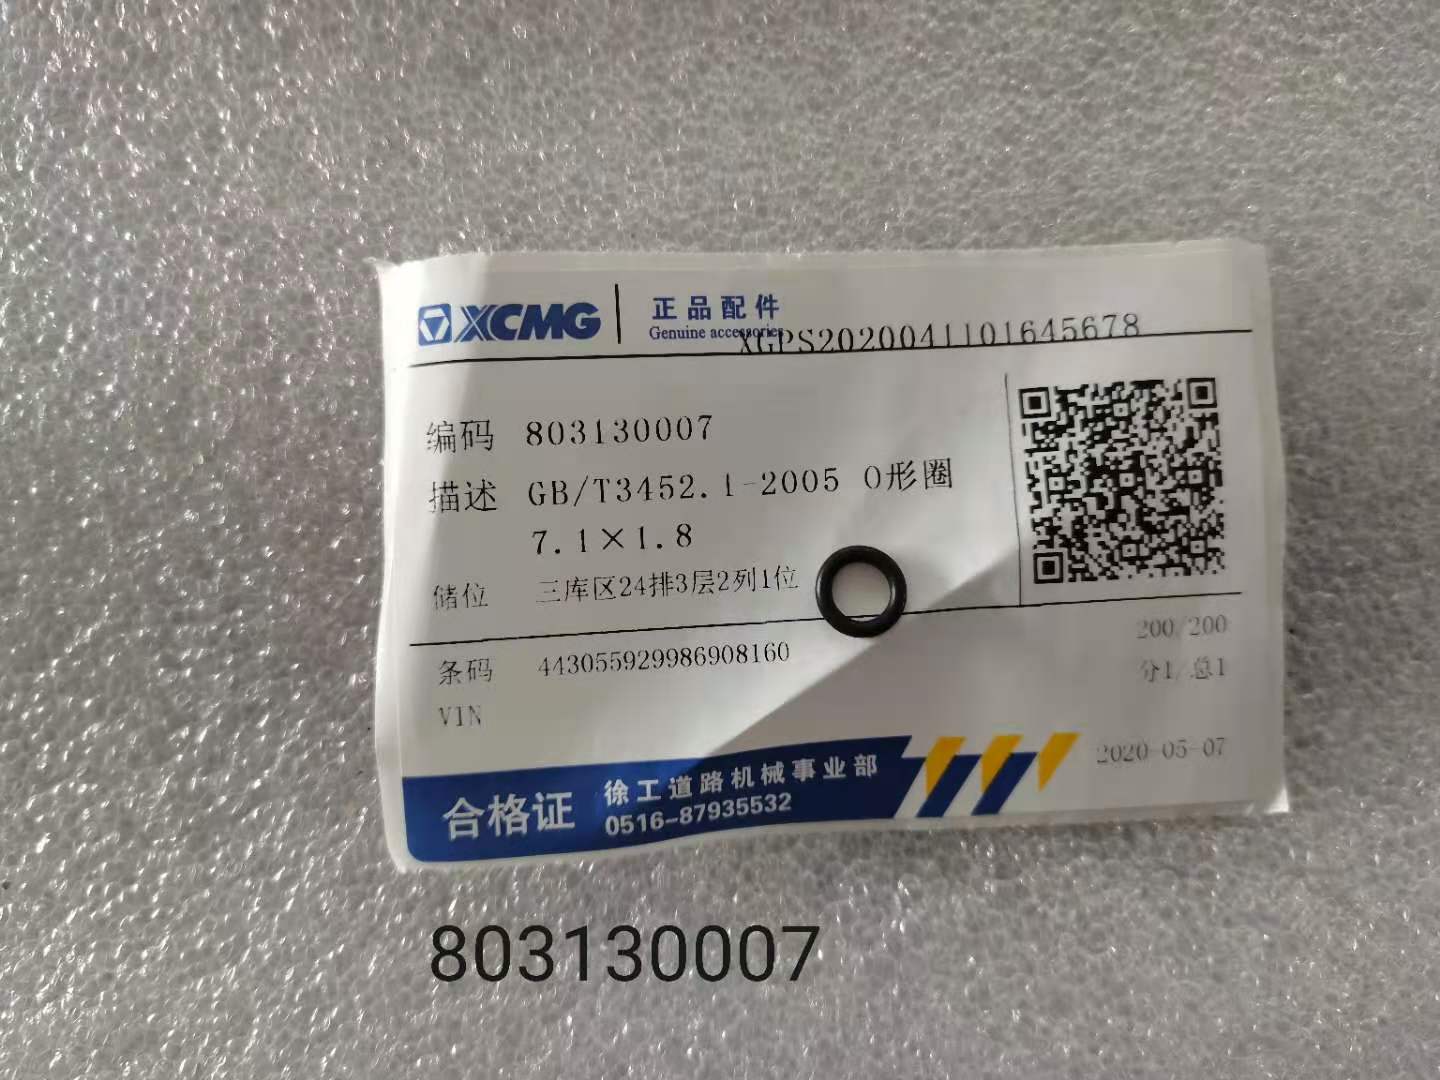 XCMG
正品配件
Genuine accessories
XGPS2020041101645678
编码 803130007
描述 GB/T3452.1-2005 O形圈
7.1×1.8
储位 三库区24排3层2列1位
条码 443055929986908160
200/200
分1/总1
VIN
2020-05-07
合格证
徐工道路机械事业部
0516-87935532
803130007